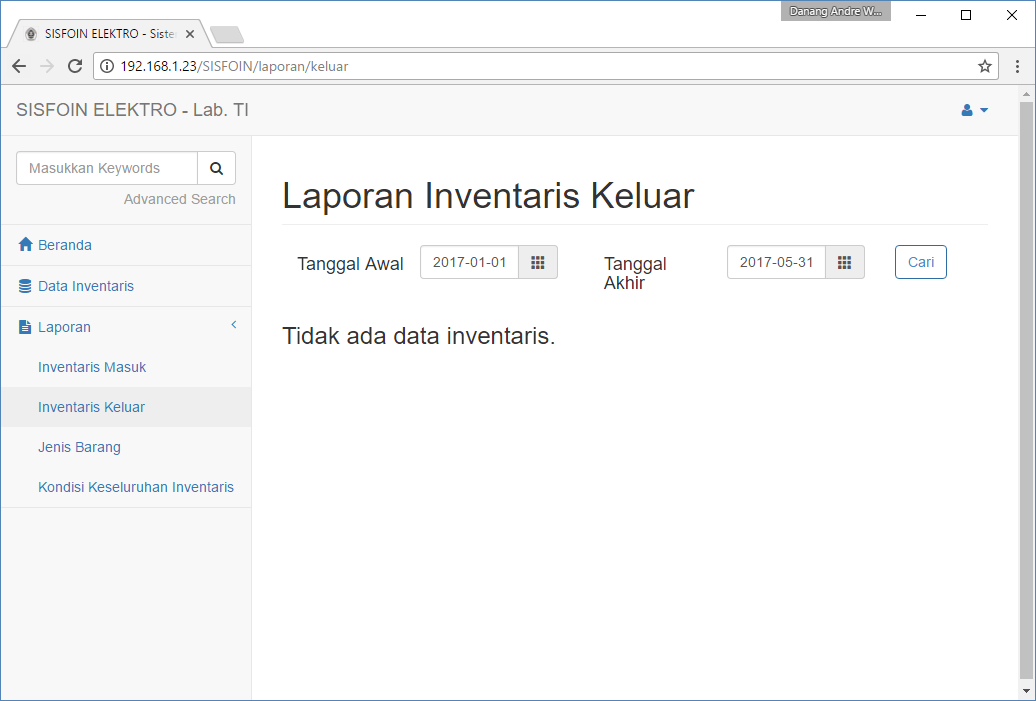 Danang Andre W...
SISFOIN ELEKTRO - Siste
192.168.1.23/SISFOIN/laporan/keluar
SISFOIN ELEKTRO - Lab. TI
Masukkan Keywords
Advanced Search
Beranda
Data Inventaris
Laporan
Inventaris Masuk
Inventaris Keluar
Jenis Barang
Kondisi Keseluruhan Inventaris
Laporan Inventaris Keluar
Tanggal Awal 2017-01-01 Tanggal 2017-05-31 Cari
Akhir
Tidak ada data inventaris.